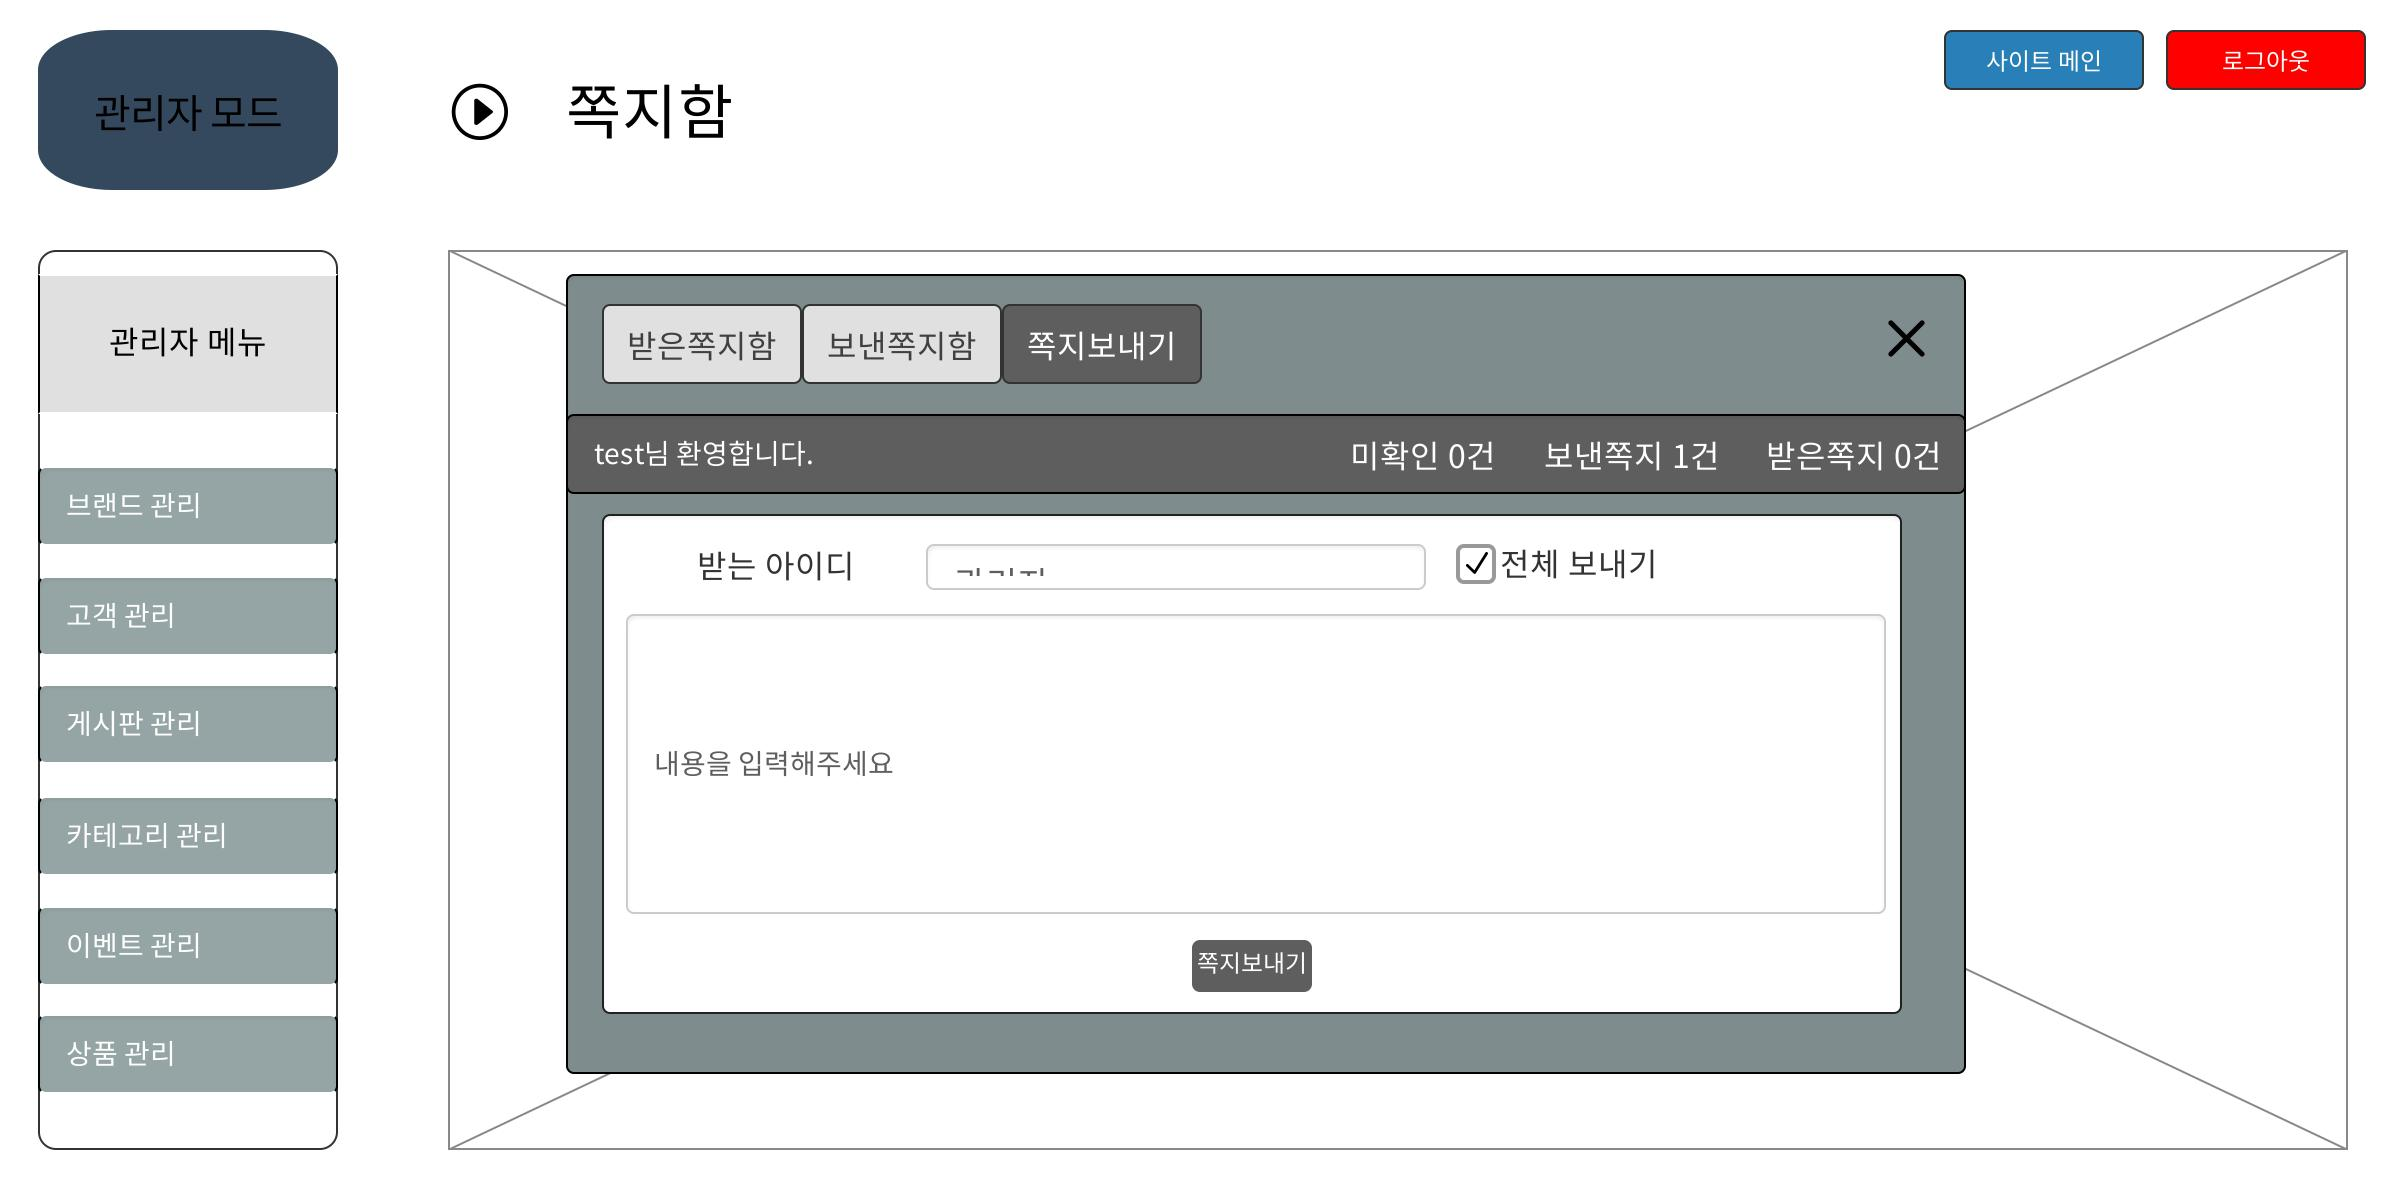 관리자 모드
쪽지함
사이트 메인
로그아웃
관리자 메뉴
브랜드 관리
고객 관리
게시판 관리
카테고리 관리
이벤트 관리
상품 관리
받은쪽지함 보낸쪽지함 쪽지보내기
test님 환영합니다. 미확인 0건 보낸쪽지 1건 받은쪽지 0건
받는 아이디 전체 보내기
내용을 입력해주세요
쪽지보내기